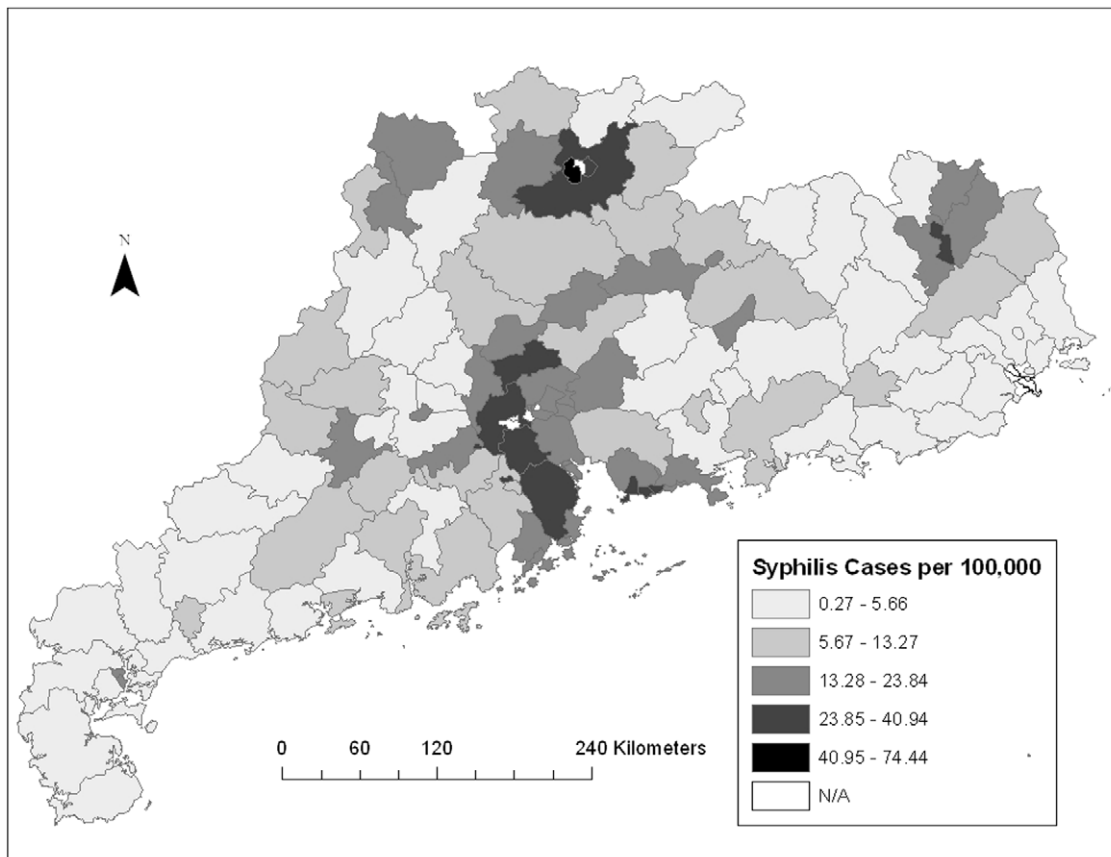 N
Syphilis Cases per 100,000
0.27 - 5.66
5.67 - 13.27
13.28 - 23.84
23.85 - 40.94
40.95 - 74.44
N/A
0 60 120 240 Kilometers